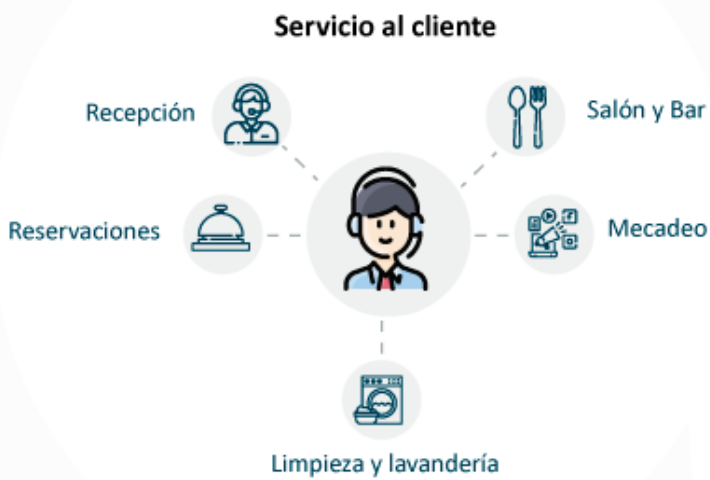 Servicio al cliente
Recepción
Salón y Bar
Reservaciones
Mecadeo
Limpieza y lavandería